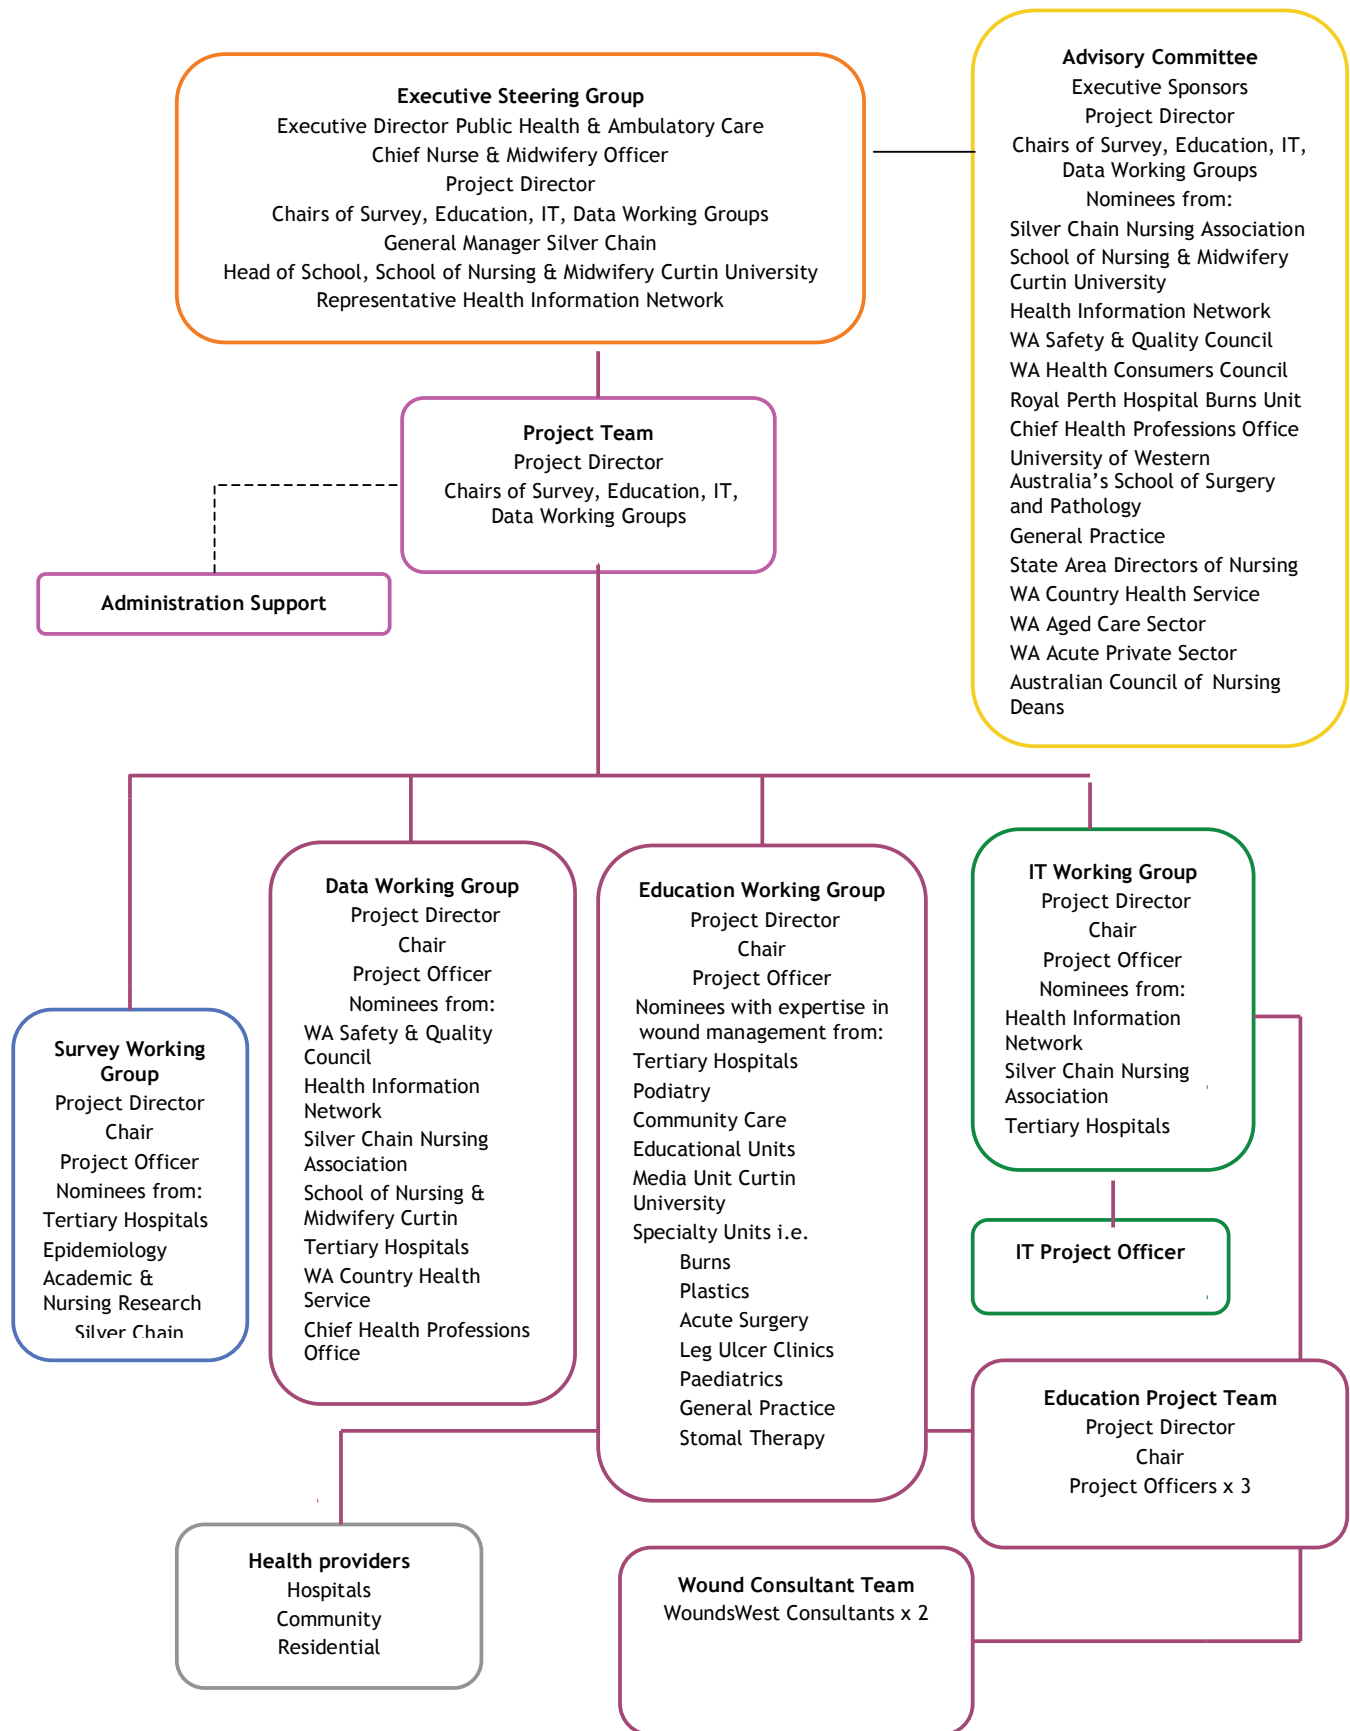 Executive Steering Group
Executive Director Public Health & Ambulatory Care
Chief Nurse & Midwifery Officer
Project Director
Chairs of Survey, Education, IT, Data Working Groups
General Manager Silver Chain
Head of School, School of Nursing & Midwifery Curtin University
Representative Health Information Network
Advisory Committee
Executive Sponsors
Project Director
Chairs of Survey, Education, IT,
Data Working Groups
Nominees from:
Silver Chain Nursing Association
School of Nursing & Midwifery
Curtin University
Health Information Network
WA Safety & Quality Council
WA Health Consumers Council
Royal Perth Hospital Burns Unit
Chief Health Professions Office
University of Western
Australia’s School of Surgery
and Pathology
General Practice
State Area Directors of Nursing
WA Country Health Service
WA Aged Care Sector
WA Acute Private Sector
Australian Council of Nursing
Deans
Project Team
Project Director
Chairs of Survey, Education, IT,
Data Working Groups
Administration Support
Survey Working
Group
Project Director
Chair
Project Officer
Nominees from:
Tertiary Hospitals
Epidemiology
Academic &
Nursing Research
Silver Chain
Data Working Group
Project Director
Chair
Project Officer
Nominees from:
WA Safety & Quality
Council
Health Information
Network
Silver Chain Nursing
Association
School of Nursing &
Midwifery Curtin
Tertiary Hospitals
WA Country Health
Service
Chief Health Professions
Office
Education Working Group
Project Director
Chair
Project Officer
Nominees with expertise in
wound management from:
Tertiary Hospitals
Podiatry
Community Care
Educational Units
Media Unit Curtin
University
Specialty Units i.e.
Burns
Plastics
Acute Surgery
Leg Ulcer Clinics
Paediatrics
General Practice
Stomal Therapy
IT Working Group
Project Director
Chair
Project Officer
Nominees from:
Health Information
Network
Silver Chain Nursing
Association
Tertiary Hospitals
IT Project Officer
Education Project Team
Project Director
Chair
Project Officers x 3
Health providers
Hospitals
Community
Residential
Wound Consultant Team
WoundsWest Consultants x 2